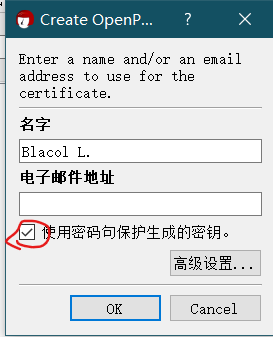 Create OpenP... ?
Enter a name and/or an email
address to use for the
certificate.
名字
Blacol L.
电子邮件地址
使用密码句保护生成的密钥。
高级设置...
OK Cancel